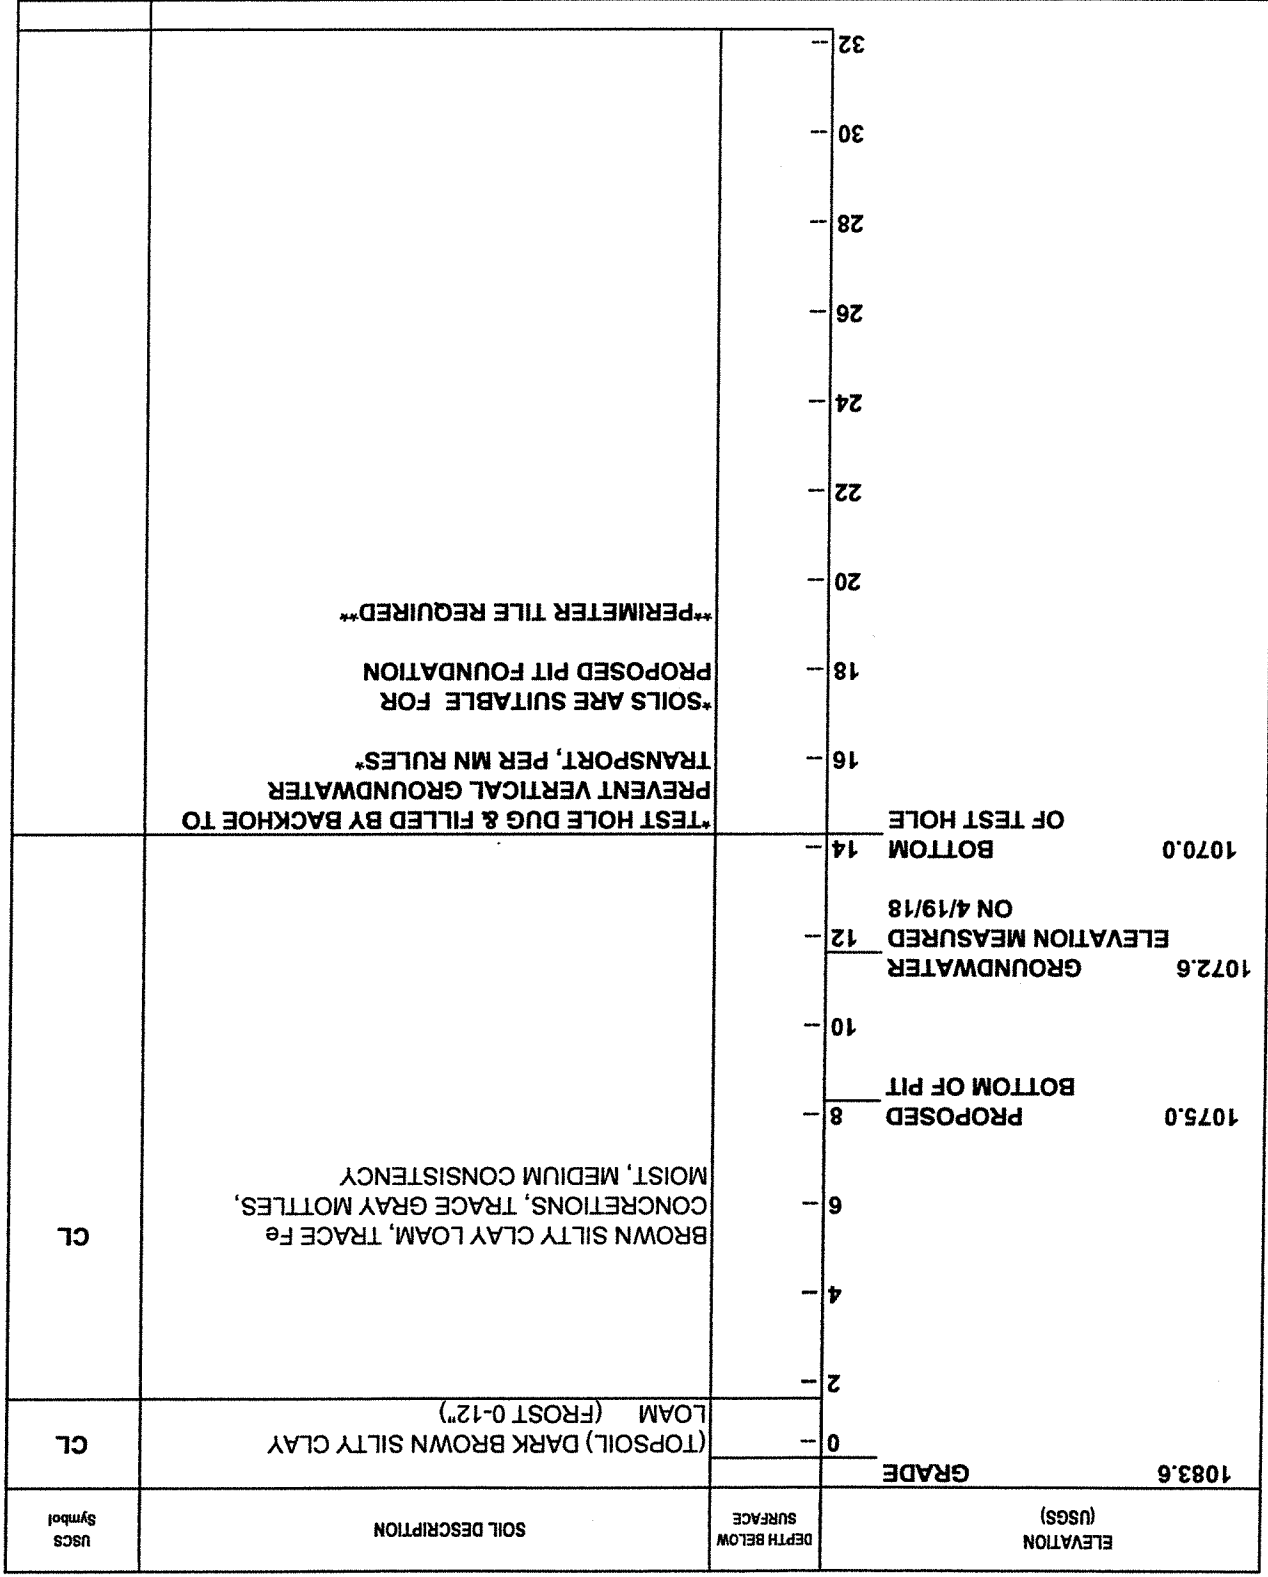 ELEVATION
(USGS)
DEPTH BELOW
SURFACE
SOIL DESCRIPTION
USCS
Symbol
1083.6 GRADE
0 --
(TOPSOIL) DARK BROWN SILTY CLAY
LOAM (FROST 0-12")
CL
2 --
4 --
BROWN SILTY CLAY LOAM, TRACE Fe
CONCRETIONS, TRACE GRAY MOTTLES,
MOIST, MEDIUM CONSISTENCY
CL
6 --
1075.0 PROPOSED
BOTTOM OF PIT
8 --
10 --
1072.6 GROUNDWATER
ELEVATION MEASURED
ON 4/19/18
12 --
1070.0 BOTTOM
OF TEST HOLE
14 --
*TEST HOLE DUG & FILLED BY BACKHOE TO
PREVENT VERTICAL GROUNDWATER
TRANSPORT, PER MN RULES*
16 --
*SOILS ARE SUITABLE FOR
PROPOSED PIT FOUNDATION
18 --
**PERIMETER TILE REQUIRED**
20 --
22 --
24 --
26 --
28 --
30 --
32 --